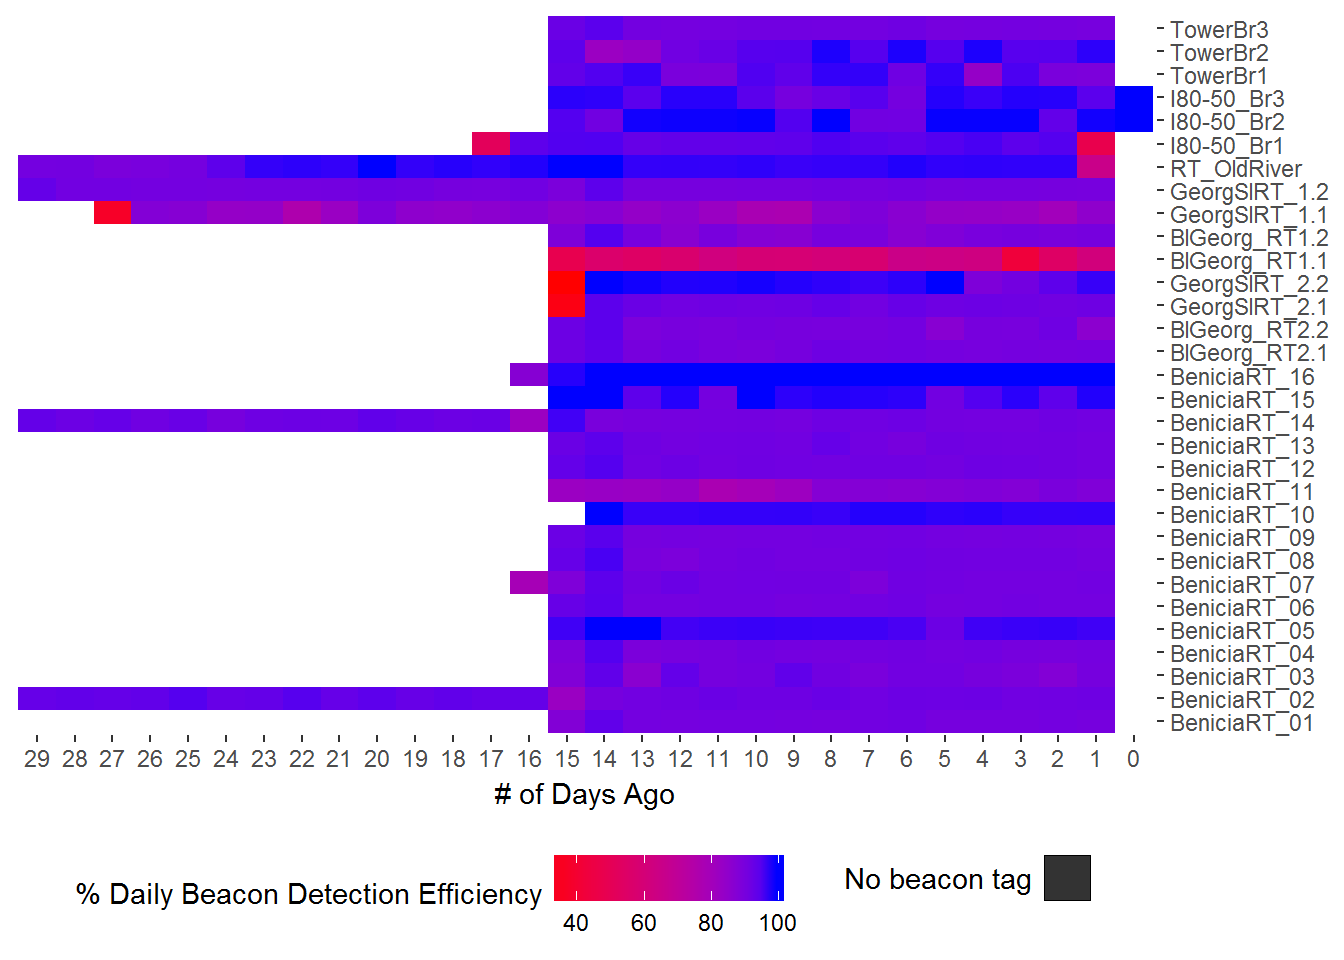 TowerBr3
TowerBr2
TowerBr1
I80-50_Br3
I80-50_Br2
I80-50_Br1
RT_OldRiver
GeorgSlRT_1.2
GeorgSlRT_1.1
BlGeorg_RT1.2
BlGeorg_RT1.1
GeorgSlRT_2.2
GeorgSlRT_2.1
BlGeorg_RT2.2
BlGeorg_RT2.1
BeniciaRT_16
BeniciaRT_15
BeniciaRT_14
BeniciaRT_13
BeniciaRT_12
BeniciaRT_11
BeniciaRT_10
BeniciaRT_09
BeniciaRT_08
BeniciaRT_07
BeniciaRT_06
BeniciaRT_05
BeniciaRT_04
BeniciaRT_03
BeniciaRT_02
BeniciaRT_01
29 28 27 26 25 24 23 22 21 20 19 18 17 16 15 14 13 12 11 10 9 8 7 6 5 4 3 2 1 0
# of Days Ago
% Daily Beacon Detection Efficiency
40 60 80 100
No beacon tag